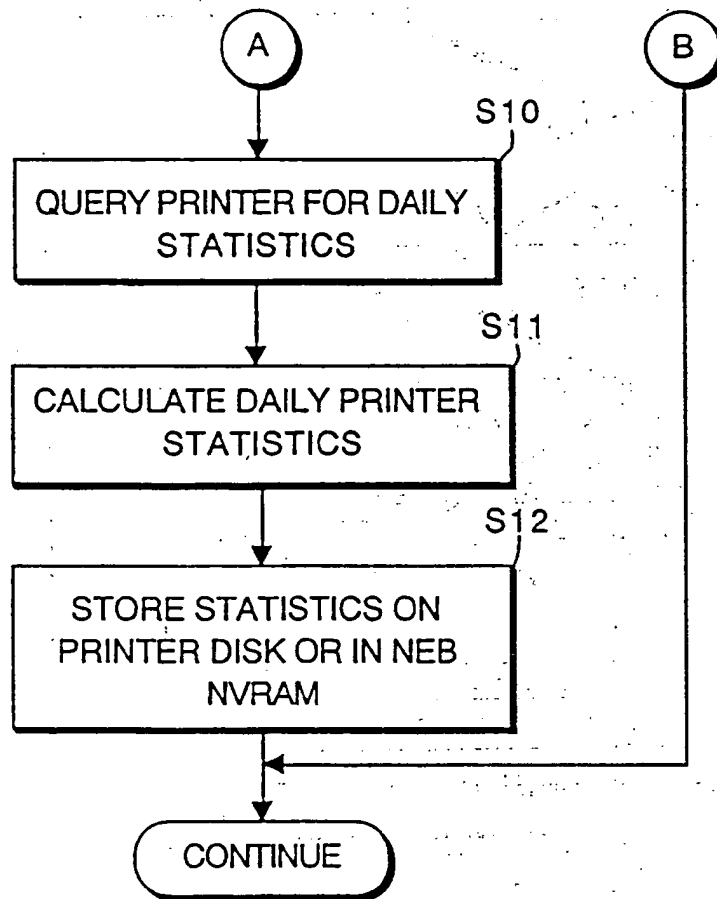 A
B
S10
QUERY PRINTER FOR DAILY
STATISTICS
S11
CALCULATE DAILY PRINTER
STATISTICS
S12
STORE STATISTICS ON
PRINTER DISK OR IN NEB
NVRAM
CONTINUE